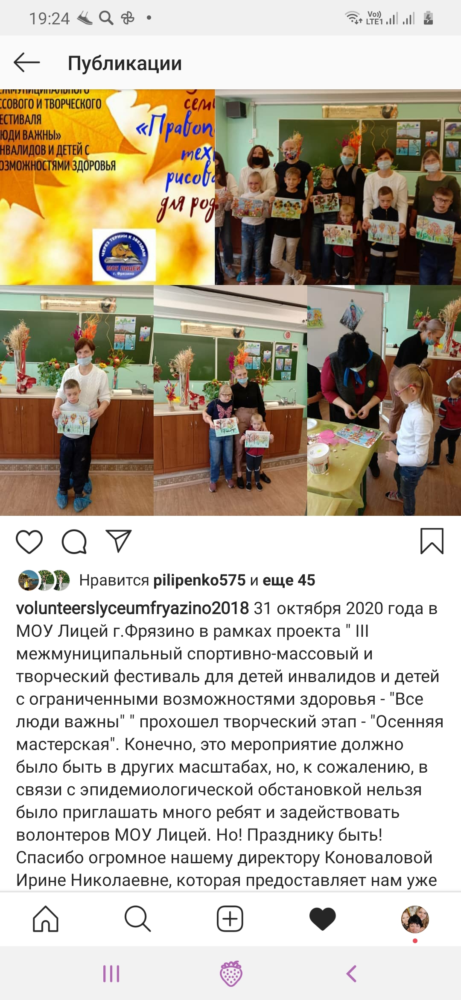 19:24
Vo))
LTE1
Публикации
СОВОГО И ТВОРЧЕСКОГО
ЕСТИВАЛЯ
ЮДИ ВАЖНЫ»
НВАЛИДОВ И ДЕТЕЙ С
ОЗМОЖНОСТЯМИ ЗДОРОВЬЯ
сем
«Правоп
тех
рисов
для род
ЧЕРЕЗ ТЕРНИИ К ЗВЕЗДАМ
МОУ ЛИЦЕЙ
г. Фрязино
Нравится pilipenko575 и еще 45
volunteerslyceumfryazino2018 31 октября 2020 года в
МОУ Лицей г.Фрязино в рамках проекта " III
межмуниципальный спортивно-массовый и
творческий фестиваль для детей инвалидов и детей
с ограниченными возможностями здоровья - "Все
люди важны" " прохошел творческий этап - "Осенняя
мастерская". Конечно, это мероприятие должно
было быть в других масштабах, но, к сожалению, в
связи с эпидемиологической обстановкой нельзя
было приглашать много ребят и задействовать
волонтеров МОУ Лицей. Но! Празднику быть!
Спасибо огромное нашему директору Коноваловой
Ирине Николаевне, которая предоставляет нам уже